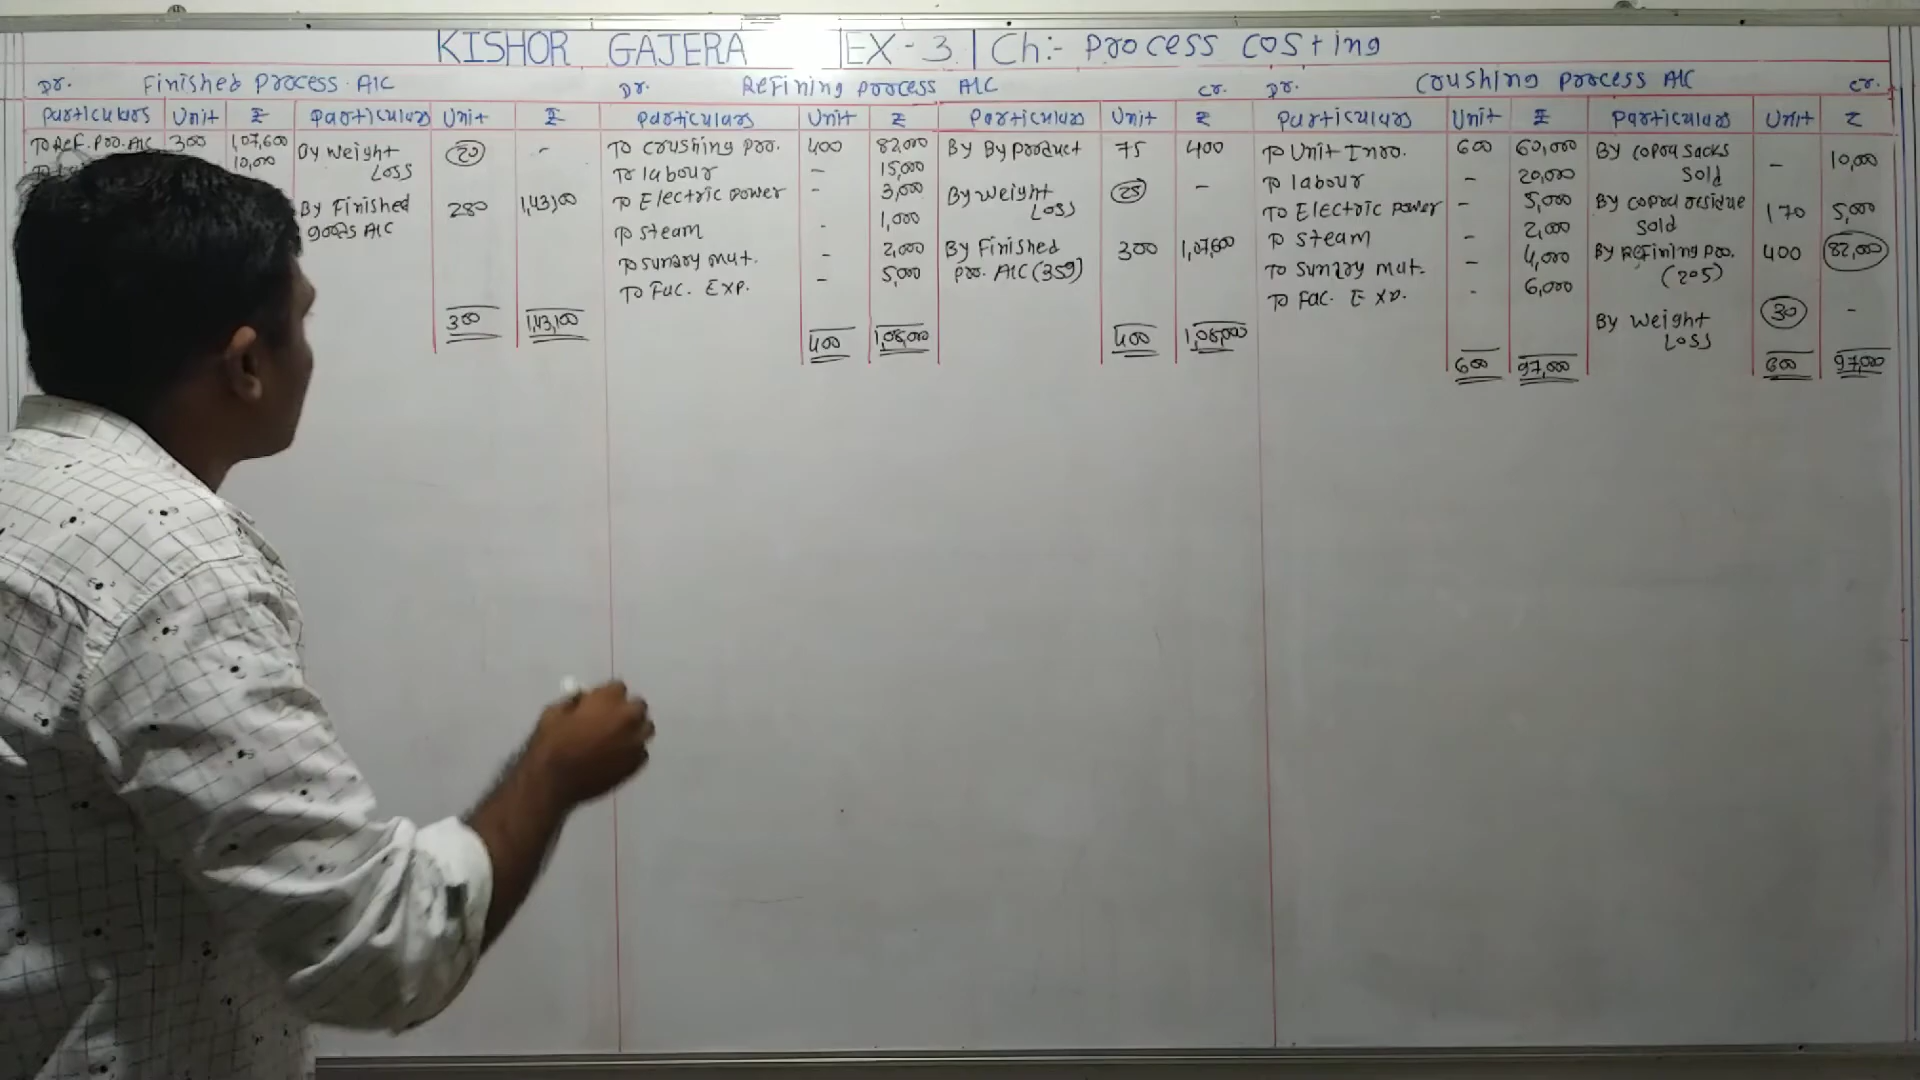 KISHOR GAJERA EX-3 Ch:- Process Costing
Dr. Finished Process A/C
Particulars Unit ₹ Particulars Unit ₹
To Ref. Pro. A/C 300 1,07,600 By Weight 20 -
10,000 Loss
By Finished 280 1,43,100
goods A/C
300 1,43,100
Dr. Refining process A/C Cr.
Particulars Unit ₹ Particulars Unit ₹
To crushing pro. 400 82,000 By By product 75 400
To labour - 15,000
To Electric power - 3,000 By Weight 25 -
Loss
To steam - 1,000
To Sundry mat. - 2,000 By Finished 300 1,07,600
To Fac. Exp. - 5,000 pro. A/C (359)
400 1,08,000 400 1,08,000
Dr. Crushing process A/C Cr.
Particulars Unit ₹ Particulars Unit ₹
To Unit Intro. 600 60,000 By copra sacks - 10,000
To labour - 20,000 sold
To Electric power - 5,000 By copra residue 170 5,000
To steam - 2,000 sold
To Sundry mat. - 4,000 By Refining pro. 400 82,000
To Fac. Exp. - 6,000 (205)
By Weight 30 -
Loss
600 97,000 600 97,000